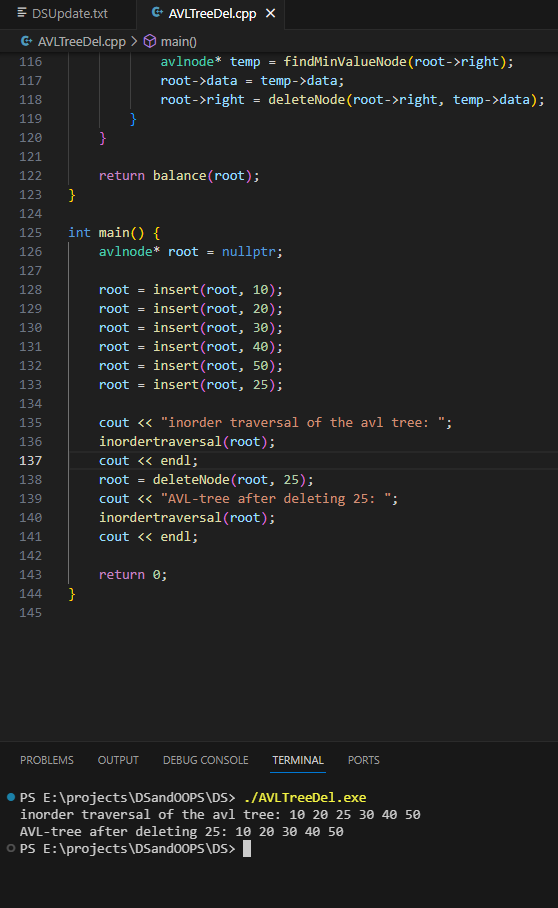 DSUpdate.txt
AVLTreeDel.cpp ×
AVLTreeDel.cpp > main()
116 avlnode* temp = findMinValueNode(root->right);
117 root->data = temp->data;
118 root->right = deleteNode(root->right, temp->data);
119 }
120 }
121
122 return balance(root);
123 }
124
125 int main() {
126 avlnode* root = nullptr;
127
128 root = insert(root, 10);
129 root = insert(root, 20);
130 root = insert(root, 30);
131 root = insert(root, 40);
132 root = insert(root, 50);
133 root = insert(root, 25);
134
135 cout << "inorder traversal of the avl tree: ";
136 inordertraversal(root);
137 cout << endl;
138 root = deleteNode(root, 25);
139 cout << "AVL-tree after deleting 25: ";
140 inordertraversal(root);
141 cout << endl;
142
143 return 0;
144 }
145
PROBLEMS OUTPUT DEBUG CONSOLE TERMINAL PORTS
PS E:\projects\DSandOOPS\DS> ./AVLTreeDel.exe
inorder traversal of the avl tree: 10 20 25 30 40 50
AVL-tree after deleting 25: 10 20 30 40 50
PS E:\projects\DSandOOPS\DS>